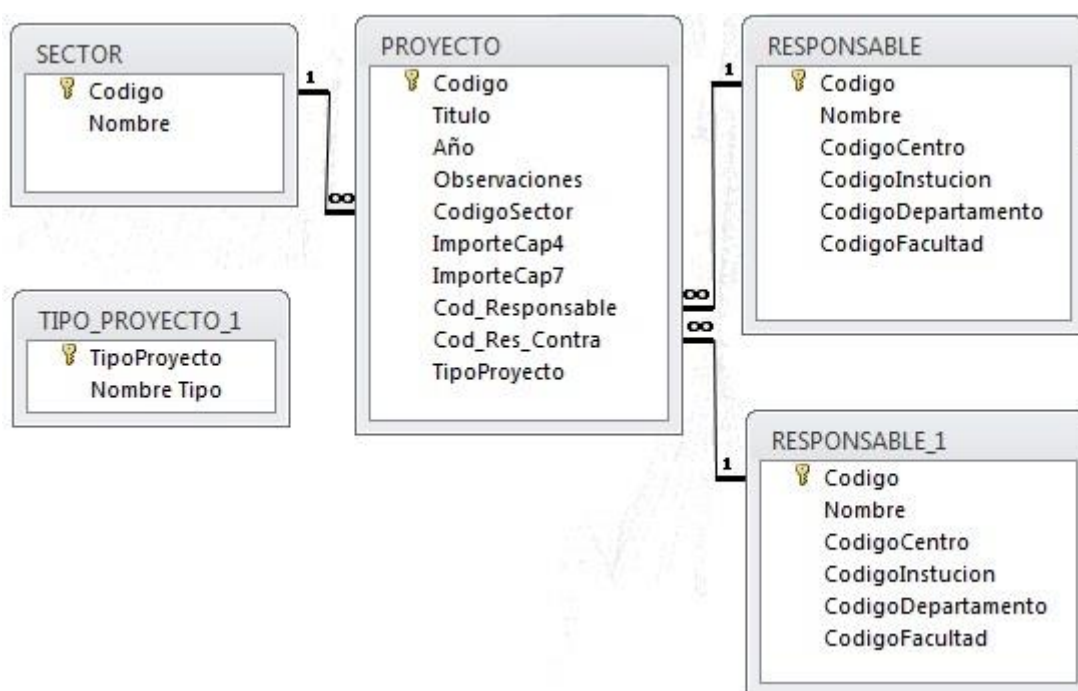 SECTOR
Codigo
Nombre
1
∞
PROYECTO
Codigo
Titulo
Año
Observaciones
CodigoSector
ImporteCap4
ImporteCap7
Cod_Responsable
Cod_Res_Contra
TipoProyecto
1
∞
RESPONSABLE
Codigo
Nombre
CodigoCentro
CodigoInstucion
CodigoDepartamento
CodigoFacultad
TIPO_PROYECTO_1
TipoProyecto
Nombre Tipo
∞
1
RESPONSABLE_1
Codigo
Nombre
CodigoCentro
CodigoInstucion
CodigoDepartamento
CodigoFacultad